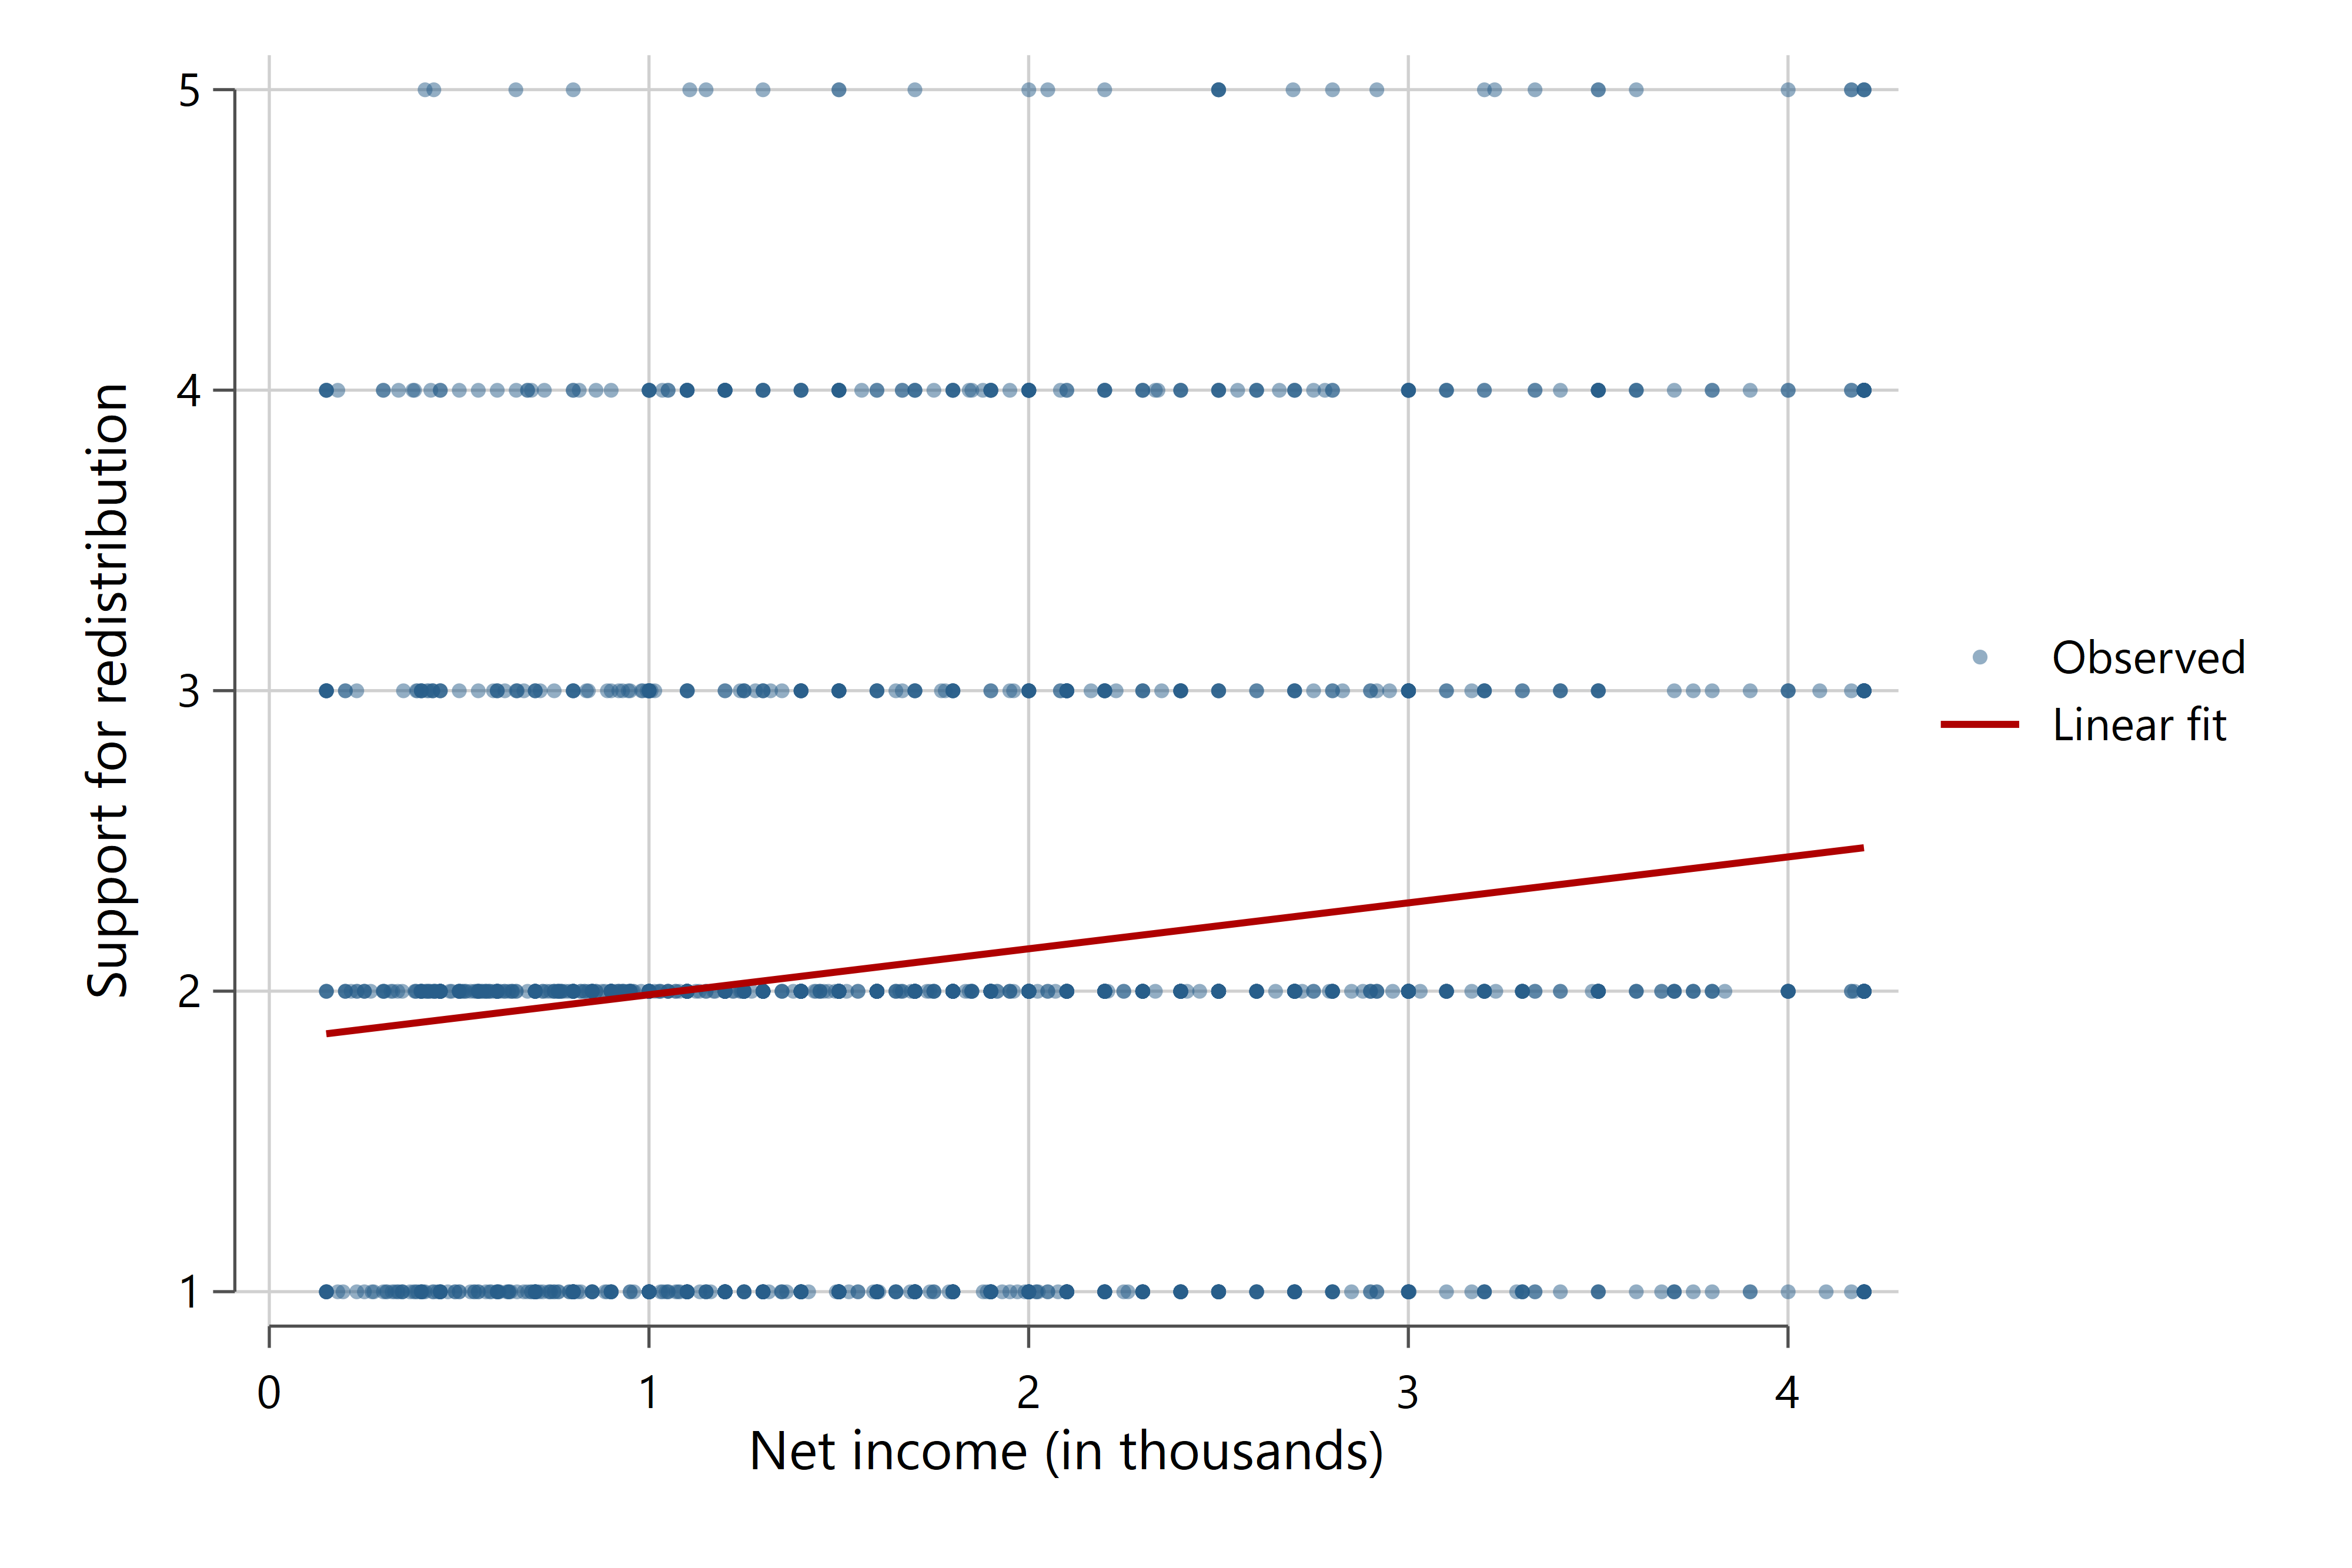 Support for redistribution
5
4
3
2
1
0 1 2 3 4
Net income (in thousands)
Observed
Linear fit